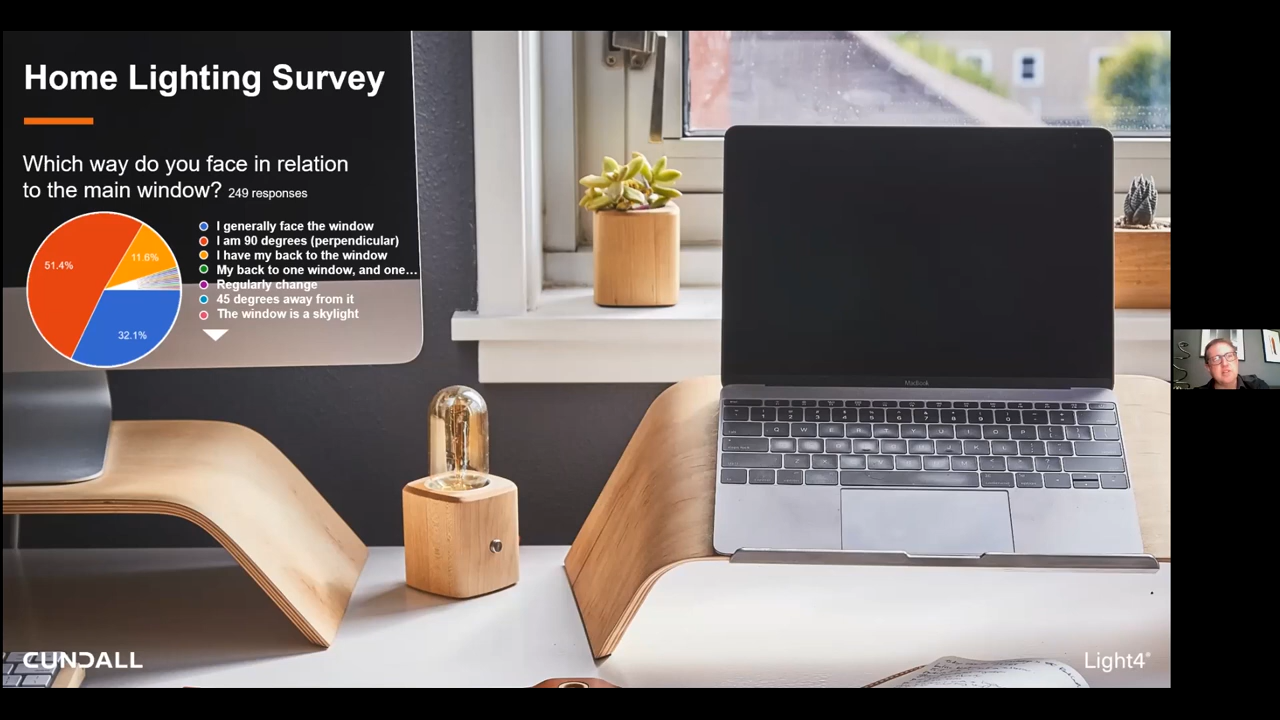 Home Lighting Survey
Which way do you face in relation
to the main window? 249 responses
51.4%
11.6%
32.1%
I generally face the window
I am 90 degrees (perpendicular)
I have my back to the window
My back to one window, and one…
Regularly change
45 degrees away from it
The window is a skylight
MacBook
CUNDALL
Light4®